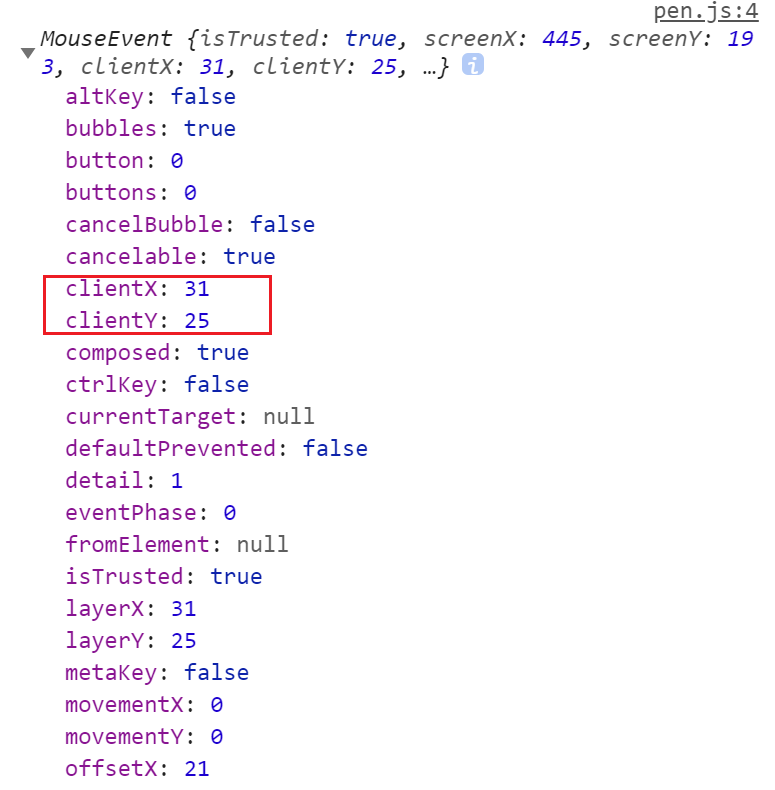 pen.js:4
MouseEvent {isTrusted: true, screenX: 445, screenY: 19
3, clientX: 31, clientY: 25, …} i
altKey: false
bubbles: true
button: 0
buttons: 0
cancelBubble: false
cancelable: true
clientX: 31
clientY: 25
composed: true
ctrlKey: false
currentTarget: null
defaultPrevented: false
detail: 1
eventPhase: 0
fromElement: null
isTrusted: true
layerX: 31
layerY: 25
metaKey: false
movementX: 0
movementY: 0
offsetX: 21